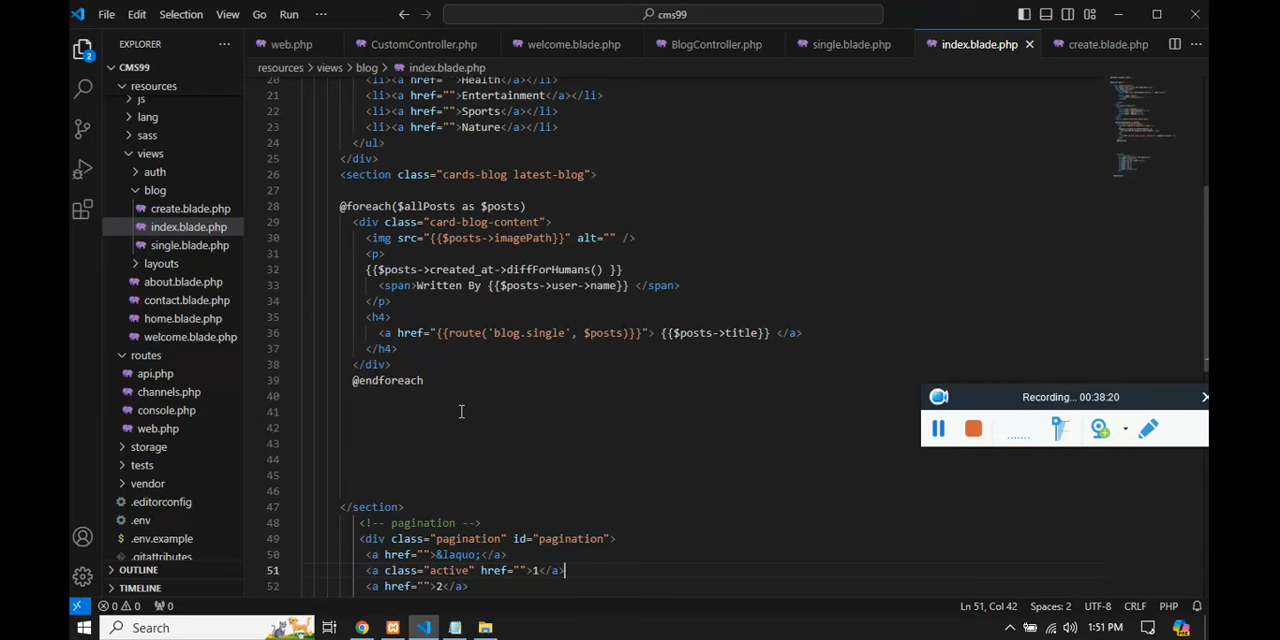 File Edit Selection View Go Run ··· cms99
EXPLORER ··· web.php CustomController.php welcome.blade.php BlogController.php single.blade.php index.blade.php create.blade.php ···
CMS99 resources > views > blog > index.blade.php
resources
js
lang
sass
views
auth
blog
create.blade.php
index.blade.php
single.blade.php
layouts
about.blade.php
contact.blade.php
home.blade.php
welcome.blade.php
routes
api.php
channels.php
console.php
web.php
storage
tests
vendor
.editorconfig
.env
.env.example
.gitattributes
OUTLINE
TIMELINE
20 <li><a href="">Health</a></li>
21 <li><a href="">Entertainment</a></li>
22 <li><a href="">Sports</a></li>
23 <li><a href="">Nature</a></li>
24 </ul>
25 </div>
26 <section class="cards-blog latest-blog">
27
28 @foreach($allPosts as $posts)
29 <div class="card-blog-content">
30 <img src="{{$posts->imagePath}}" alt="" />
31 <p>
32 {{$posts->created_at->diffForHumans() }}
33 <span>Written By {{$posts->user->name}} </span>
34 </p>
35 <h4>
36 <a href="{{route('blog.single', $posts)}}"> {{$posts->title}} </a>
37 </h4>
38 </div>
39 @endforeach
40
41
42
43
44
45
46
47 </section>
48 <!-- pagination -->
49 <div class="pagination" id="pagination">
50 <a href="">&laquo;</a>
51 <a class="active" href="">1</a>
52 <a href="">2</a>
Recording... 00:38:20
2
0 0 0 Ln 51, Col 42 Spaces: 2 UTF-8 CRLF PHP
Search 1:51 PM